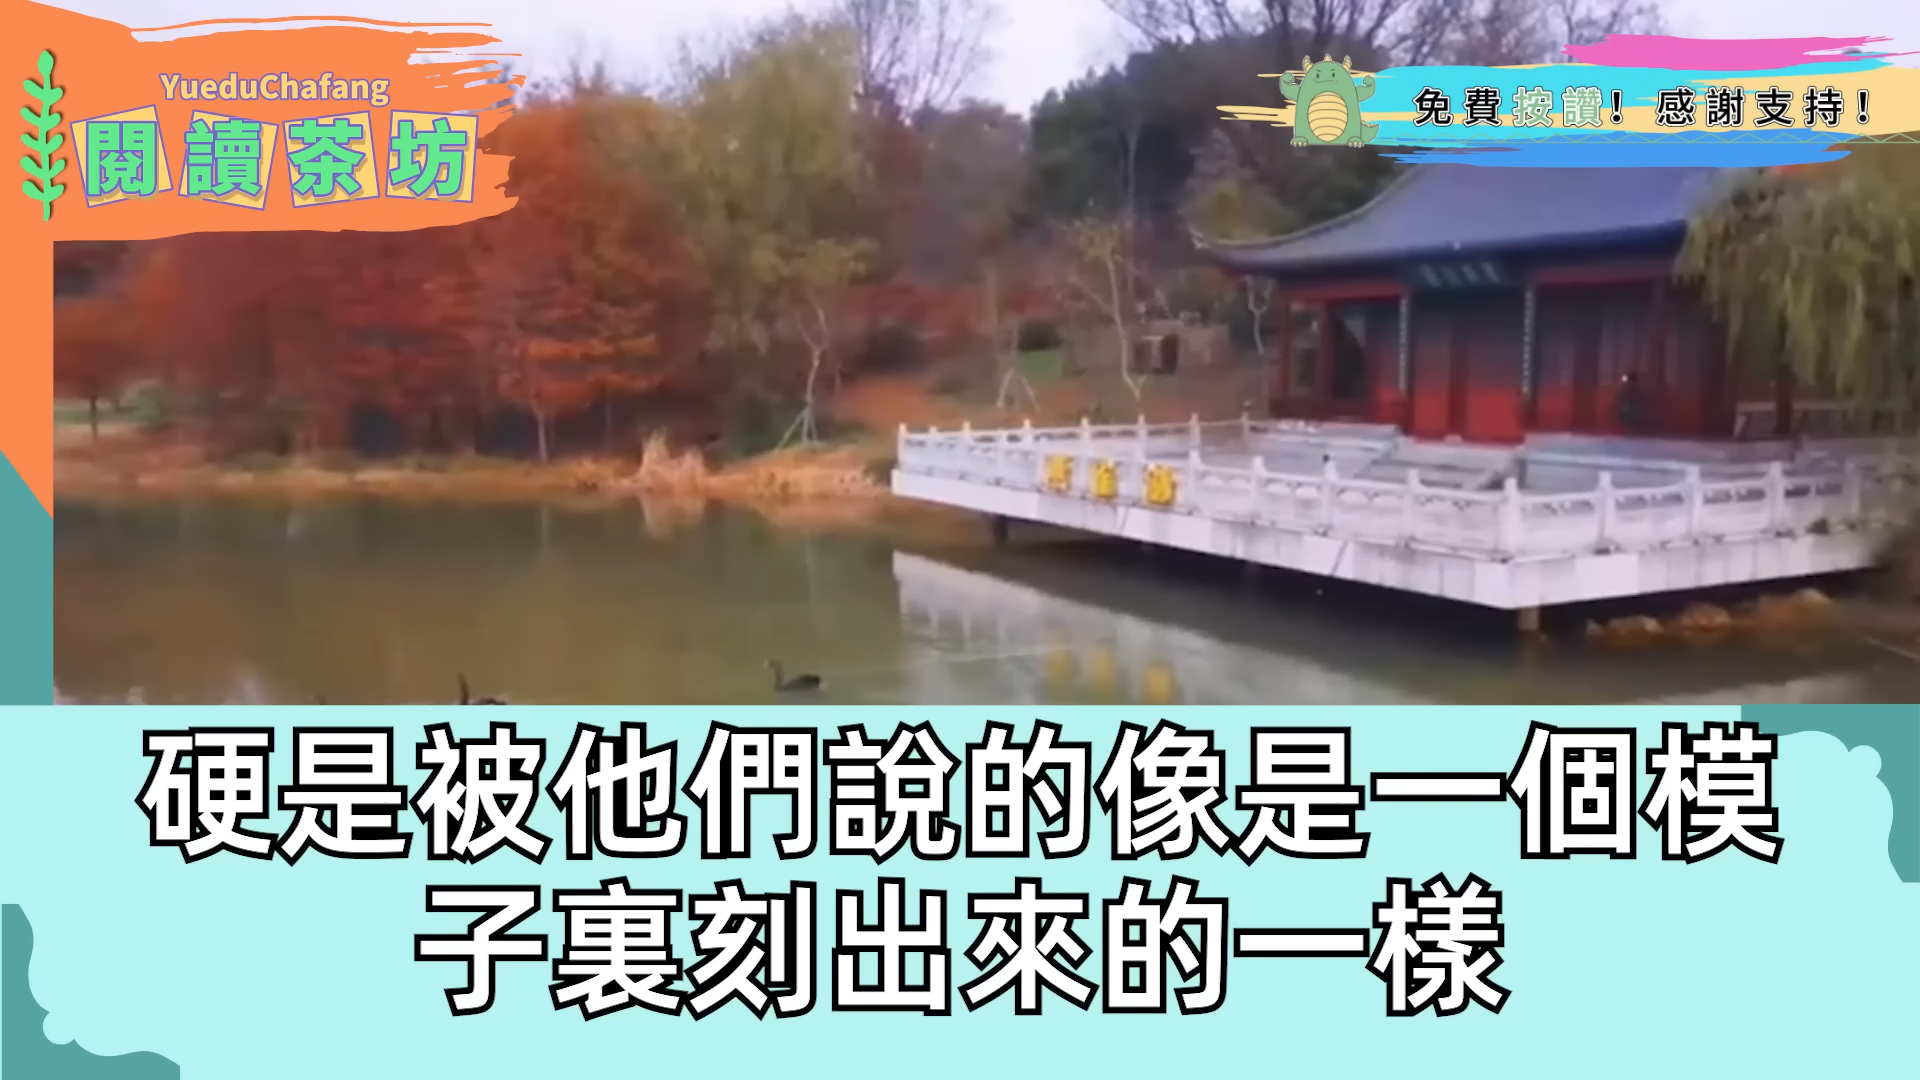 YueduChafang
閱讀茶坊
免費按讚！感謝支持！
硬是被他們說的像是一個模
子裏刻出來的一樣